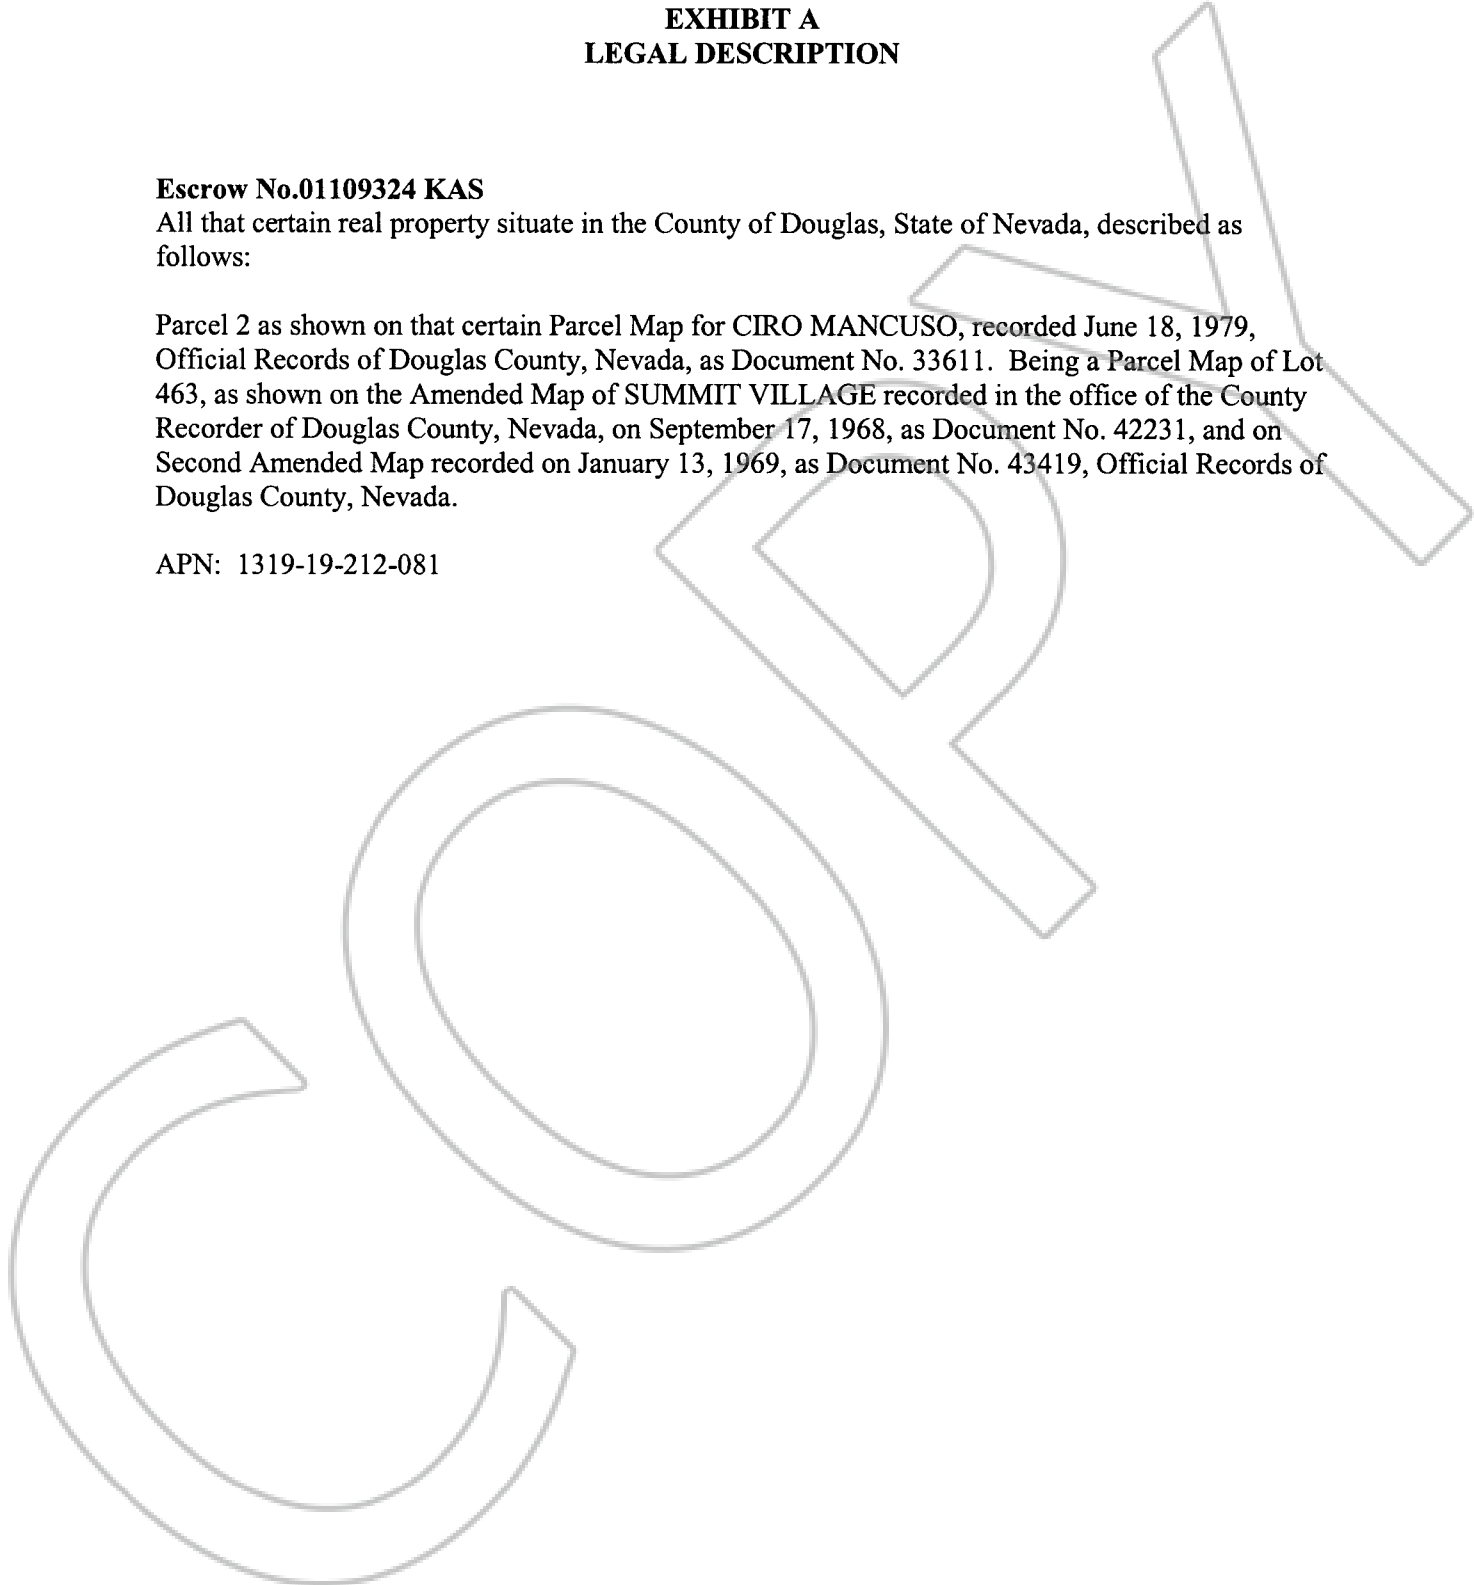 EXHIBIT A
LEGAL DESCRIPTION
Escrow No.01109324 KAS
All that certain real property situate in the County of Douglas, State of Nevada, described as
follows:
Parcel 2 as shown on that certain Parcel Map for CIRO MANCUSO, recorded June 18, 1979,
Official Records of Douglas County, Nevada, as Document No. 33611.  Being a Parcel Map of Lot
463, as shown on the Amended Map of SUMMIT VILLAGE recorded in the office of the County
Recorder of Douglas County, Nevada, on September 17, 1968, as Document No. 42231, and on
Second Amended Map recorded on January 13, 1969, as Document No. 43419, Official Records of
Douglas County, Nevada.
APN:  1319-19-212-081
COPY